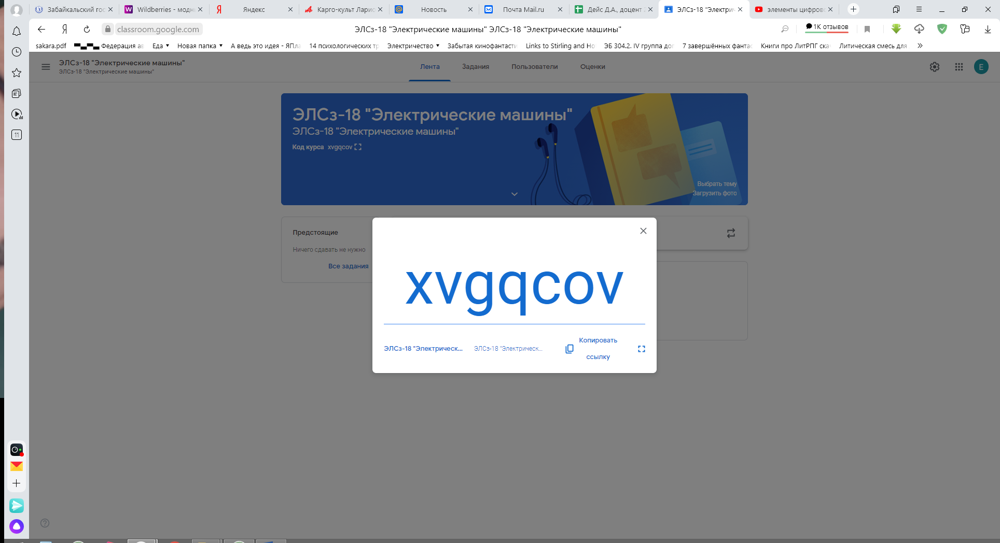 Забайкальский гос
Wildberries - модн
Яндекс
Карго-культ Ларис
Новость
Почта Mail.ru
Дейс Д.А., доцент
ЭЛСз-18 "Электрич
элементы цифров
classroom.google.com
ЭЛСз-18 "Электрические машины" ЭЛСз-18 "Электрические машины"
1K отзывов
sakara.pdf
Федерация ав
Еда
Новая папка
А ведь это идея - ЯПла
14 психологических тр
Электричество
Забытая кинофантасти
Links to Stirling and Ho
ЭБ 304.2. IV группа доп
7 завершённых фантас
Книги про ЛитРПГ ска
Литическая смесь для
ЭЛСз-18 "Электрические машины"
ЭЛСз-18 "Электрические машины"
Лента
Задания
Пользователи
Оценки
E
11
ЭЛСз-18 "Электрические машины"
ЭЛСз-18 "Электрические машины"
Код курса xvgqcov
Выбрать тему
Загрузить фото
Предстоящие
Ничего сдавать не нужно
Все задания
xvgqcov
ЭЛСз-18 "Электрическ...
ЭЛСз-18 "Электрическ...
Копировать
ссылку